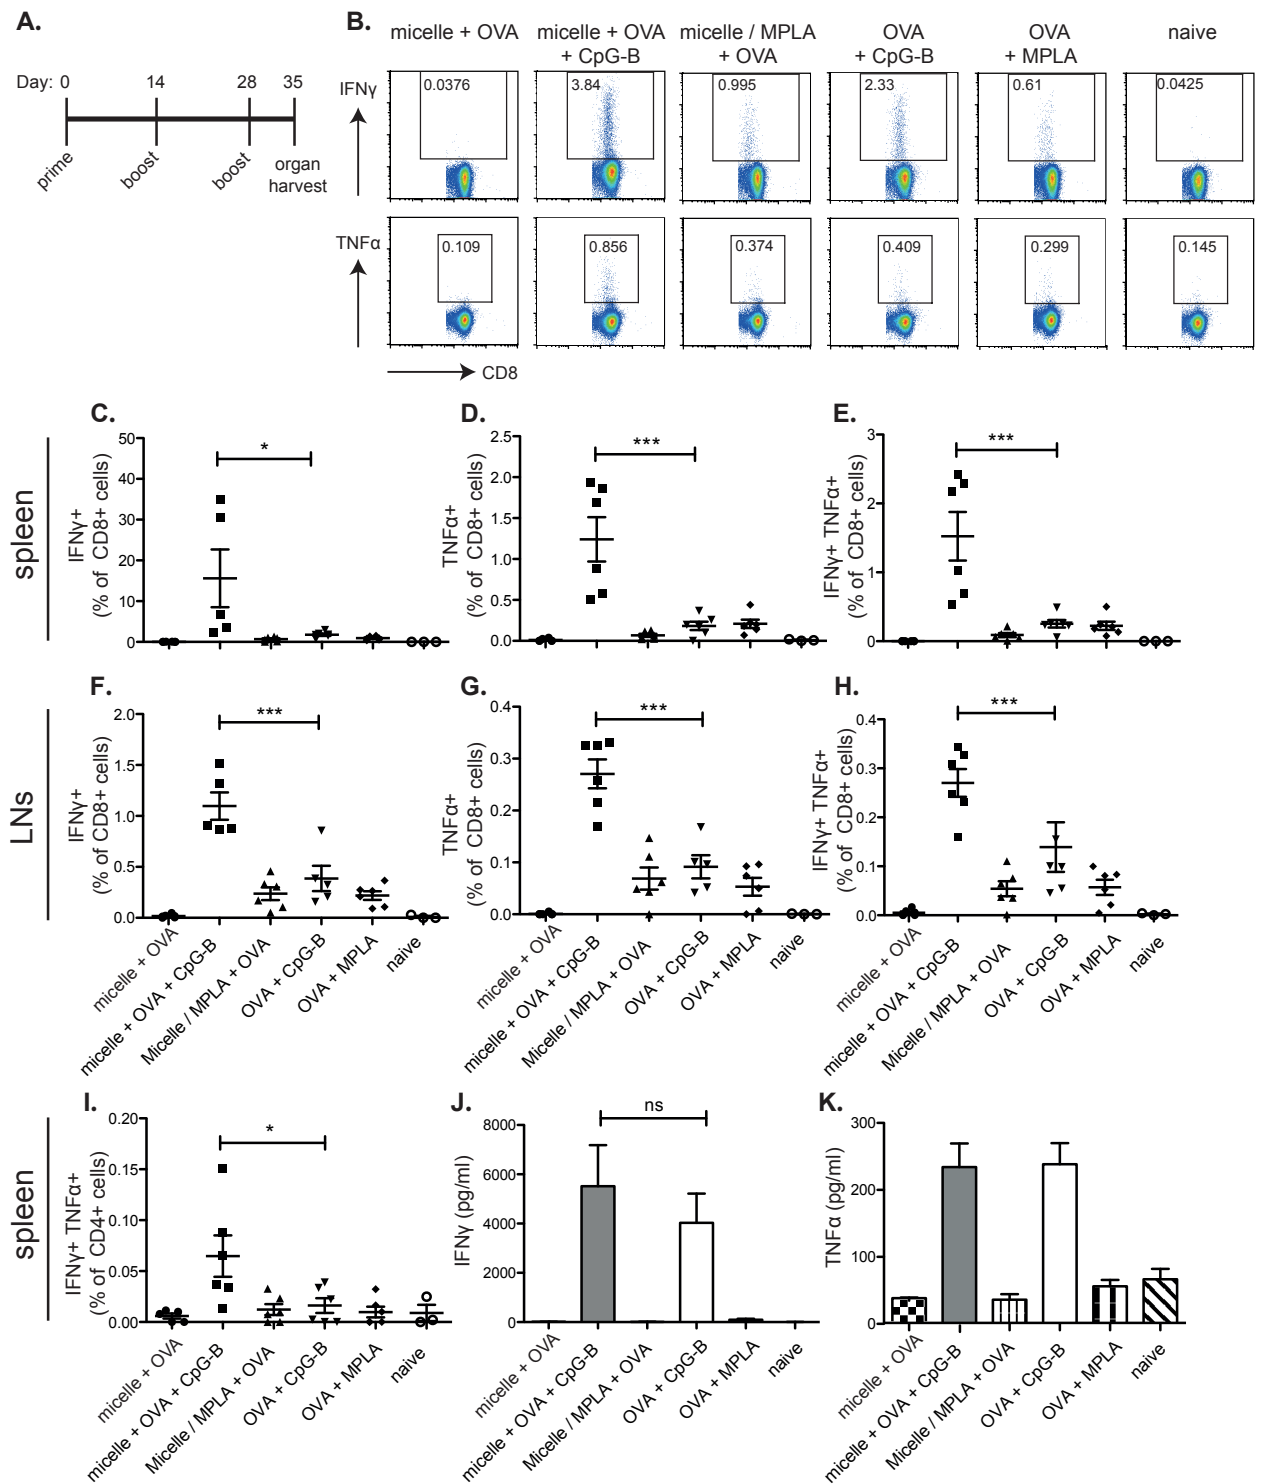 A.
Day: 0 14 28 35
prime boost boost organ
harvest
B.
micelle + OVA micelle + OVA micelle / MPLA OVA OVA naive
+ CpG-B + OVA + CpG-B + MPLA
IFNγ 0.0376 3.84 0.995 2.33 0.61 0.0425
TNFα 0.109 0.856 0.374 0.409 0.299 0.145
CD8
spleen
C.
IFNγ+
(% of CD8+ cells)
50
40
30
20
10
0
*
D.
TNFα+
(% of CD8+ cells)
2.5
2.0
1.5
1.0
0.5
0.0
***
E.
IFNγ+ TNFα+
(% of CD8+ cells)
3
2
1
0
***
LNs
F.
IFNγ+
(% of CD8+ cells)
2.0
1.5
1.0
0.5
0.0
***
micelle + OVA
micelle + OVA + CpG-B
Micelle / MPLA + OVA
OVA + CpG-B
OVA + MPLA
naive
G.
TNFα+
(% of CD8+ cells)
0.4
0.3
0.2
0.1
0.0
***
micelle + OVA
micelle + OVA + CpG-B
Micelle / MPLA + OVA
OVA + CpG-B
OVA + MPLA
naive
H.
IFNγ+ TNFα+
(% of CD8+ cells)
0.4
0.3
0.2
0.1
0.0
***
micelle + OVA
micelle + OVA + CpG-B
Micelle / MPLA + OVA
OVA + CpG-B
OVA + MPLA
naive
spleen
I.
IFNγ+ TNFα+
(% of CD4+ cells)
0.20
0.15
0.10
0.05
0.00
*
micelle + OVA
micelle + OVA + CpG-B
Micelle / MPLA + OVA
OVA + CpG-B
OVA + MPLA
naive
J.
IFNγ (pg/ml)
8000
6000
4000
2000
0
ns
micelle + OVA
micelle + OVA + CpG-B
Micelle / MPLA + OVA
OVA + CpG-B
OVA + MPLA
naive
K.
TNFα (pg/ml)
300
200
100
0
micelle + OVA
micelle + OVA + CpG-B
Micelle / MPLA + OVA
OVA + CpG-B
OVA + MPLA
naive